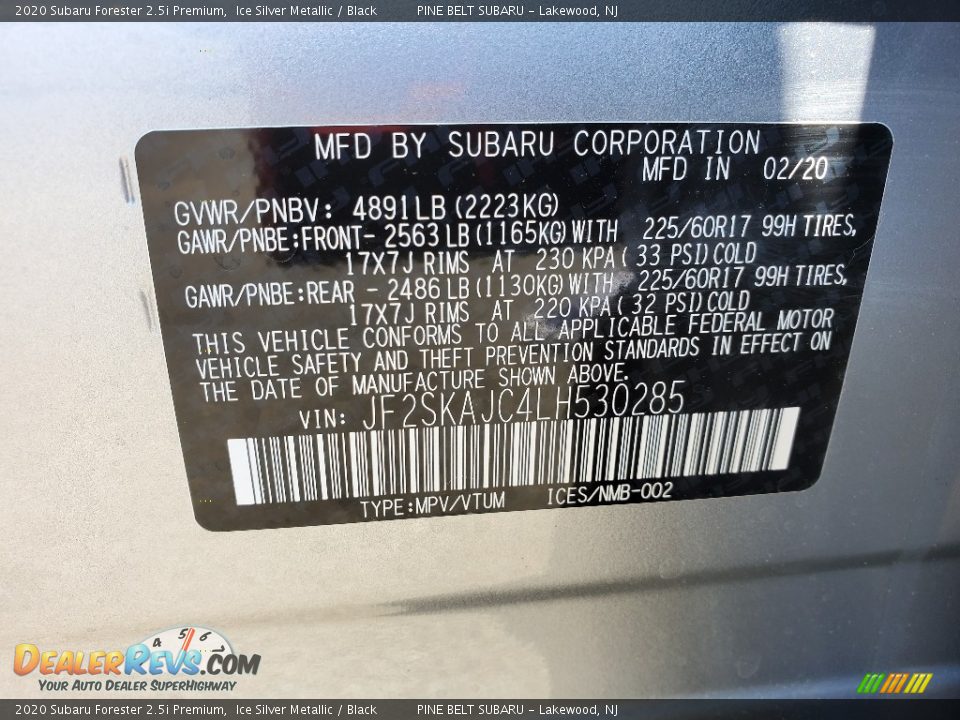 2020 Subaru Forester 2.5i Premium,  Ice Silver Metallic / Black        PINE BELT SUBARU - Lakewood, NJ
MFD BY SUBARU CORPORATION
MFD IN 02/20
GVWR/PNBV: 4891LB (2223KG)
GAWR/PNBE:FRONT- 2563 LB (1165KG) WITH 225/60R17 99H TIRES,
17X7J RIMS AT 230 KPA ( 33 PSI) COLD
GAWR/PNBE:REAR - 2486 LB (1130KG) WITH 225/60R17 99H TIRES,
17X7J RIMS AT 220 KPA ( 32 PSI) COLD
THIS VEHICLE CONFORMS TO ALL APPLICABLE FEDERAL MOTOR
VEHICLE SAFETY AND THEFT PREVENTION STANDARDS IN EFFECT ON
THE DATE OF MANUFACTURE SHOWN ABOVE.
VIN: JF2SKAJC4LH530285
TYPE:MPV/VTUM ICES/NMB-002
4 5 6
DEALERREVS.COM
YOUR AUTO DEALER SUPERHIGHWAY
2020 Subaru Forester 2.5i Premium,  Ice Silver Metallic / Black        PINE BELT SUBARU - Lakewood, NJ